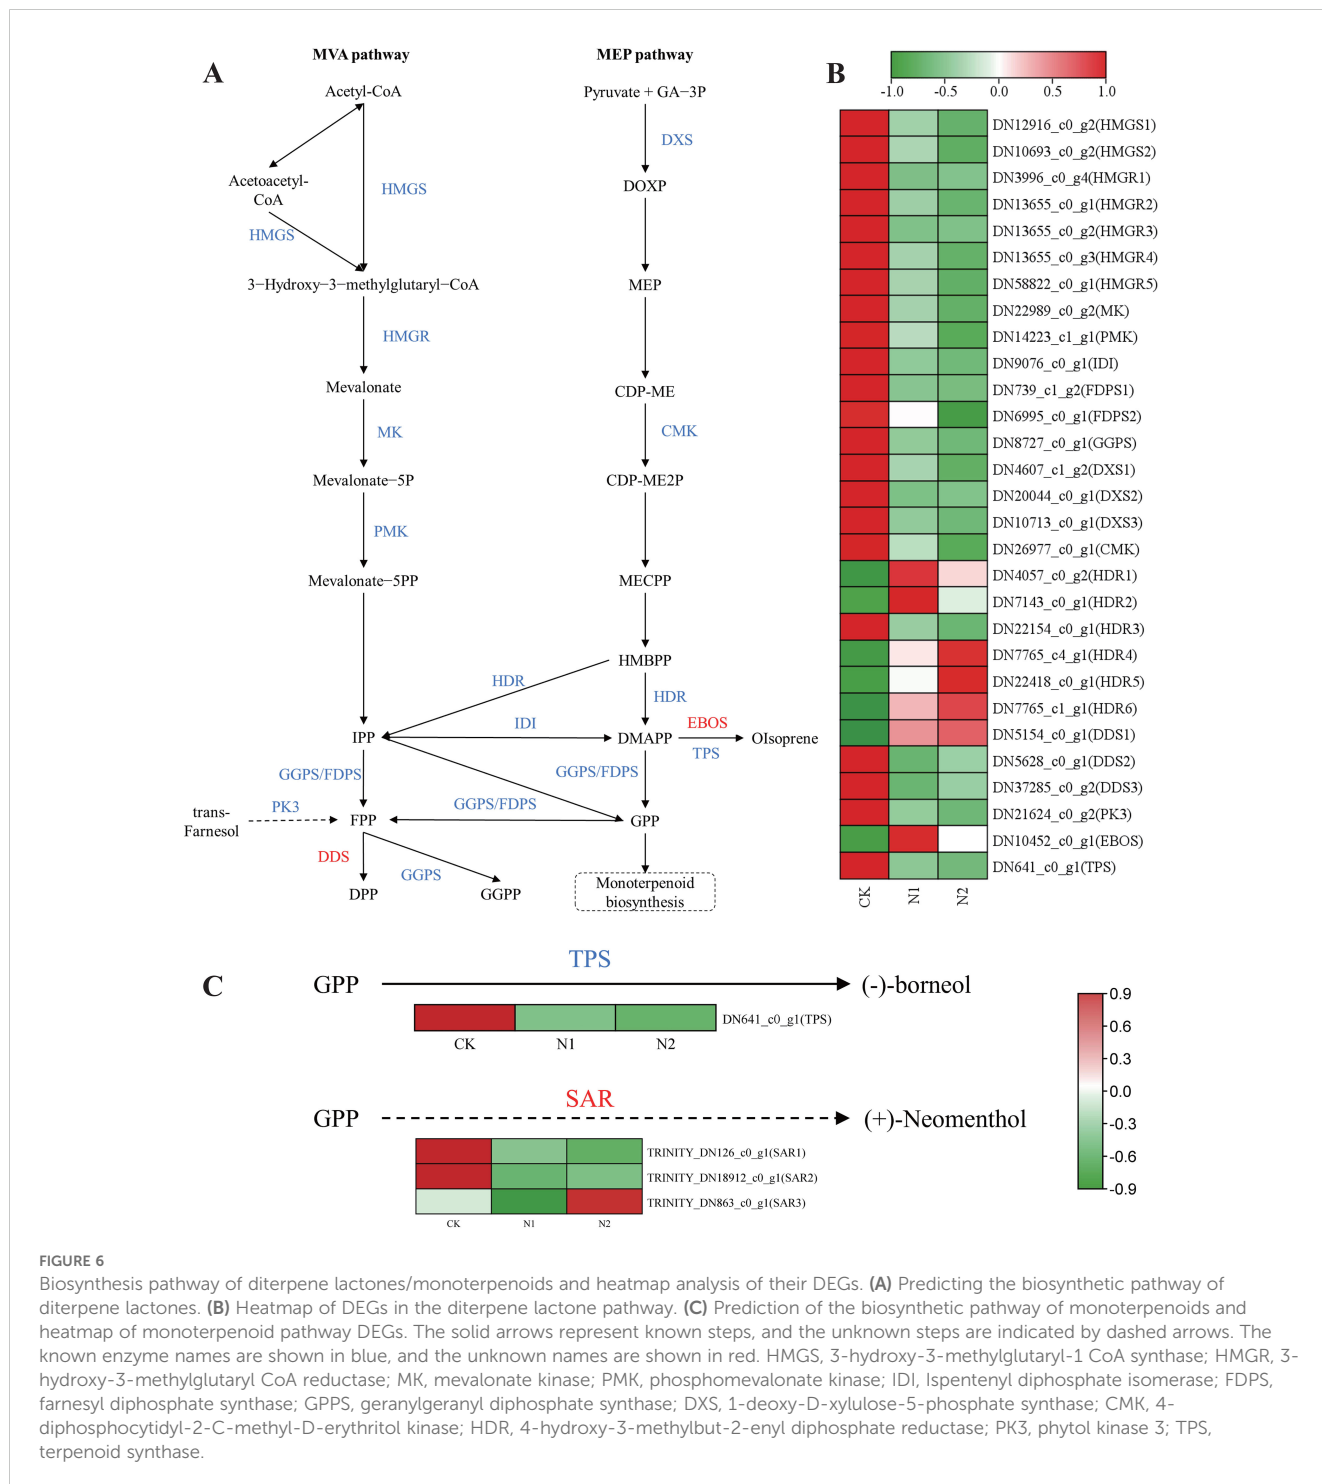 A
MVA pathway
Acetyl-CoA
Acetoacetyl-
CoA
HMGS
HMGS
3−Hydroxy−3−methylglutaryl−CoA
HMGR
Mevalonate
MK
Mevalonate−5P
PMK
Mevalonate−5PP
IPP
GGPS/FDPS
trans-
Farnesol
PK3
FPP
DDS
GGPS
DPP
GGPP
MEP pathway
Pyruvate + GA−3P
DXS
DOXP
MEP
CDP-ME
CMK
CDP-ME2P
MECPP
HMBPP
HDR
HDR
IDI
DMAPP
EBOS
TPS
OIsoprene
GGPS/FDPS
GGPS/FDPS
GPP
Monoterpenoid
biosynthesis
B
-1.0 -0.5 0.0 0.5 1.0
DN12916_c0_g2(HMGS1)
DN10693_c0_g2(HMGS2)
DN3996_c0_g4(HMGR1)
DN13655_c0_g1(HMGR2)
DN13655_c0_g2(HMGR3)
DN13655_c0_g3(HMGR4)
DN58822_c0_g1(HMGR5)
DN22989_c0_g2(MK)
DN14223_c1_g1(PMK)
DN9076_c0_g1(IDI)
DN739_c1_g2(FDPS1)
DN6995_c0_g1(FDPS2)
DN8727_c0_g1(GGPS)
DN4607_c1_g2(DXS1)
DN20044_c0_g1(DXS2)
DN10713_c0_g1(DXS3)
DN26977_c0_g1(CMK)
DN4057_c0_g2(HDR1)
DN7143_c0_g1(HDR2)
DN22154_c0_g1(HDR3)
DN7765_c4_g1(HDR4)
DN22418_c0_g1(HDR5)
DN7765_c1_g1(HDR6)
DN5154_c0_g1(DDS1)
DN5628_c0_g1(DDS2)
DN37285_c0_g2(DDS3)
DN21624_c0_g2(PK3)
DN10452_c0_g1(EBOS)
DN641_c0_g1(TPS)
CK N1 N2
C
GPP
TPS
(-)-borneol
DN641_c0_g1(TPS)
CK N1 N2
GPP
SAR
(+)-Neomenthol
TRINITY_DN126_c0_g1(SAR1)
TRINITY_DN18912_c0_g1(SAR2)
TRINITY_DN863_c0_g1(SAR3)
CK N1 N2
0.9
0.6
0.3
0.0
-0.3
-0.6
-0.9
FIGURE 6
Biosynthesis pathway of diterpene lactones/monoterpenoids and heatmap analysis of their DEGs. (A) Predicting the biosynthetic pathway of
diterpene lactones. (B) Heatmap of DEGs in the diterpene lactone pathway. (C) Prediction of the biosynthetic pathway of monoterpenoids and
heatmap of monoterpenoid pathway DEGs. The solid arrows represent known steps, and the unknown steps are indicated by dashed arrows. The
known enzyme names are shown in blue, and the unknown names are shown in red. HMGS, 3-hydroxy-3-methylglutaryl-1 CoA synthase; HMGR, 3-
hydroxy-3-methylglutaryl CoA reductase; MK, mevalonate kinase; PMK, phosphomevalonate kinase; IDI, Ispentenyl diphosphate isomerase; FDPS,
farnesyl diphosphate synthase; GPPS, geranylgeranyl diphosphate synthase; DXS, 1-deoxy-D-xylulose-5-phosphate synthase; CMK, 4-
diphosphocytidyl-2-C-methyl-D-erythritol kinase; HDR, 4-hydroxy-3-methylbut-2-enyl diphosphate reductase; PK3, phytol kinase 3; TPS,
terpenoid synthase.